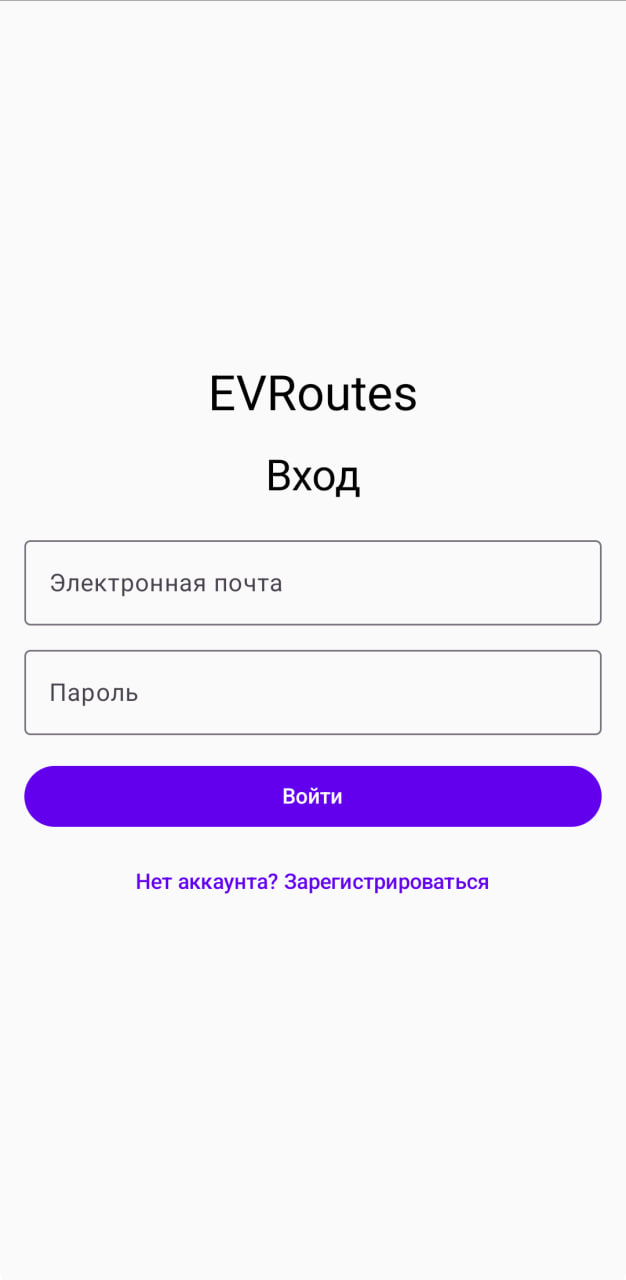 EVRoutes
Вход
Электронная почта
Пароль
Войти
Нет аккаунта? Зарегистрироваться